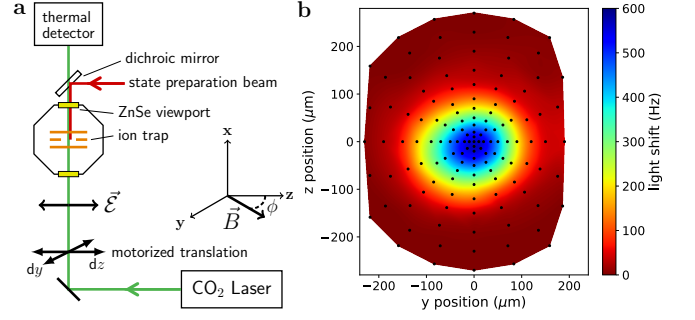 a
thermal
detector
dichroic mirror
state preparation beam
ZnSe viewport
ion trap
x
z
y
B⃗
ϕ
ℰ⃗
motorized translation
dy
dz
CO₂ Laser
b
200
100
0
−100
−200
z position (μm)
−200
−100
0
100
200
y position (μm)
600
500
400
300
200
100
0
light shift (Hz)